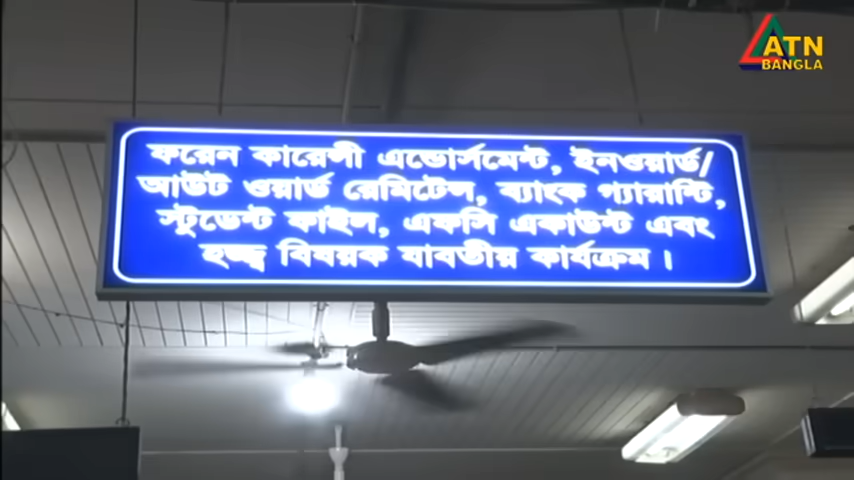 ATN
BANGLA
ফরেন কারেন্সী এন্ডোর্সমেন্ট, ইনওয়ার্ড/
আউট ওয়ার্ড রেমিটেন্স, ব্যাংক গ্যারান্টি,
স্টুডেন্ট ফাইল, এফসি একাউন্ট এবং
হজ্জ্ব বিষয়ক যাবতীয় কার্যক্রম।